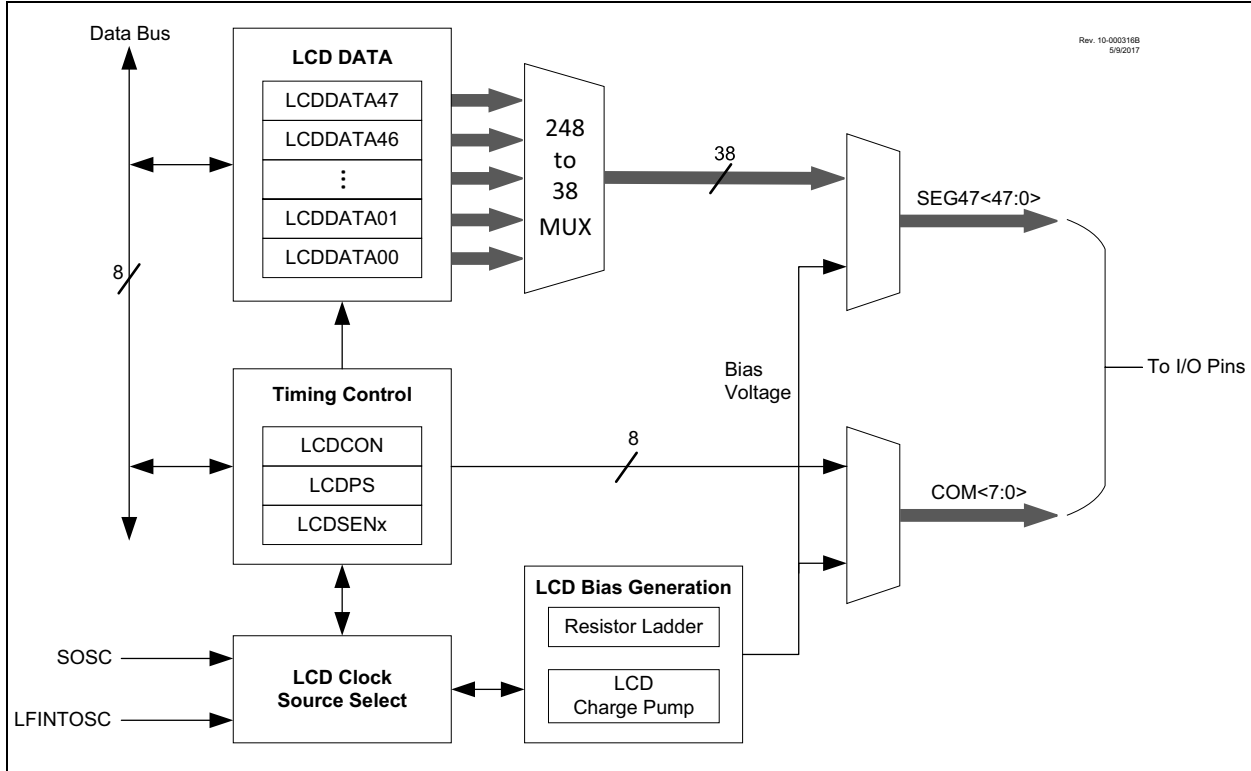 Data Bus
Rev. 10-000316B
5/9/2017
LCD DATA
LCDDATA47
LCDDATA46
⋮
LCDDATA01
LCDDATA00
248
to
38
MUX
38
SEG47<47:0>
8
Timing Control
LCDCON
LCDPS
LCDSENx
8
Bias
Voltage
To I/O Pins
COM<7:0>
LCD Bias Generation
Resistor Ladder
LCD
Charge Pump
SOSC
LFINTOSC
LCD Clock
Source Select